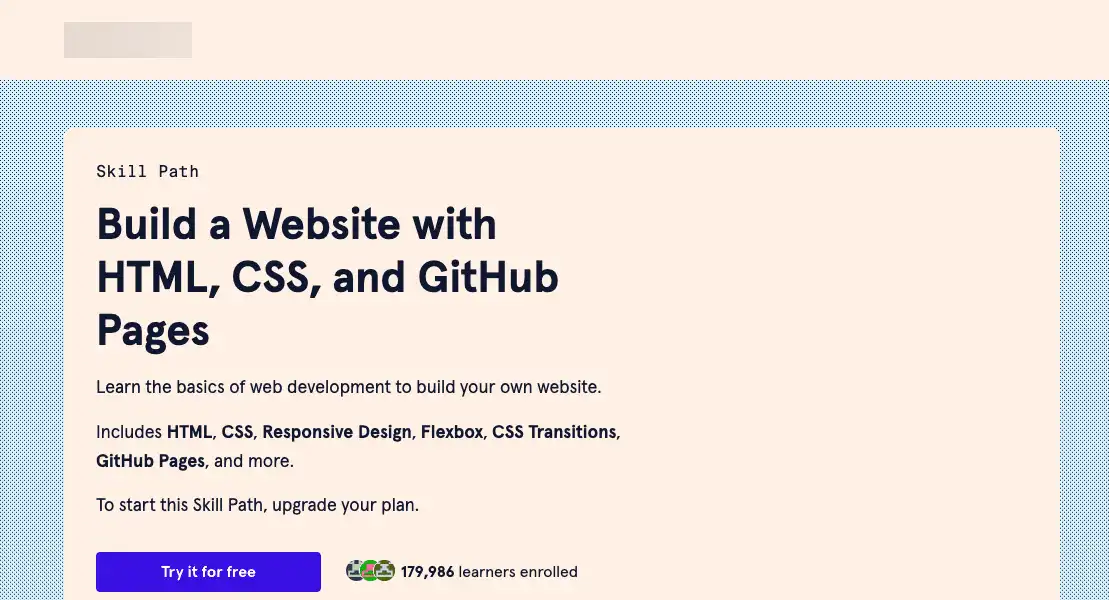 Skill Path
Build a Website with
HTML, CSS, and GitHub
Pages
Learn the basics of web development to build your own website.
Includes HTML, CSS, Responsive Design, Flexbox, CSS Transitions,
GitHub Pages, and more.
To start this Skill Path, upgrade your plan.
Try it for free
179,986 learners enrolled